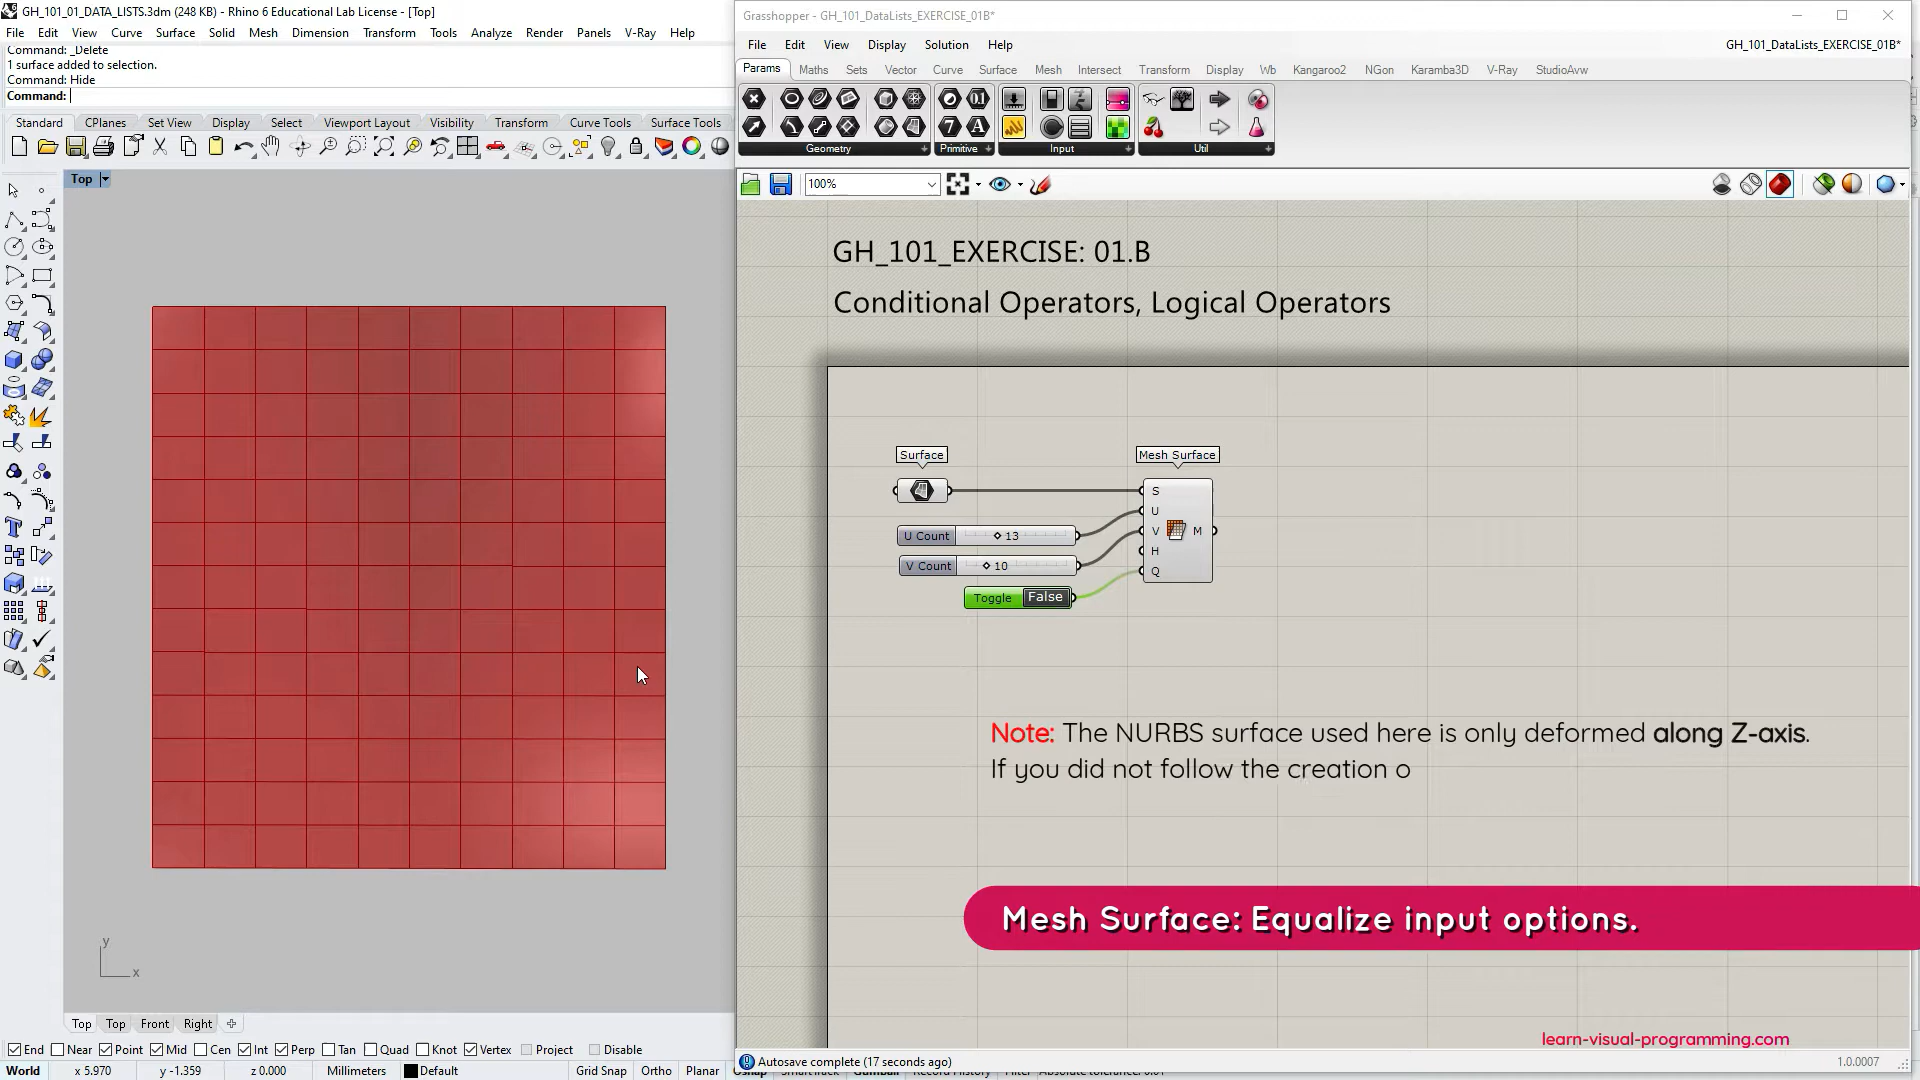 GH_101_01_DATA_LISTS.3dm (248 KB) - Rhino 6 Educational Lab License - [Top]
File Edit View Curve Surface Solid Mesh Dimension Transform Tools Analyze Render Panels V-Ray Help
Command: _Delete
1 surface added to selection.
Command: Hide
Command:
Standard CPlanes Set View Display Select Viewport Layout Visibility Transform Curve Tools Surface Tools
Top
y
x
Top Top Front Right
End Near Point Mid Cen Int Perp Tan Quad Knot Vertex Project Disable
World x 5.970 y -1.359 z 0.000 Millimeters Default Grid Snap Ortho Planar
Grasshopper - GH_101_DataLists_EXERCISE_01B*
File Edit View Display Solution Help GH_101_DataLists_EXERCISE_01B*
Params Maths Sets Vector Curve Surface Mesh Intersect Transform Display Wb Kangaroo2 NGon Karamba3D V-Ray StudioAvw
Geometry Primitive Input Util
100%
GH_101_EXERCISE: 01.B
Conditional Operators, Logical Operators
Surface Mesh Surface
S
U
V M
H
Q
U Count 13
V Count 10
Toggle False
Note: The NURBS surface used here is only deformed along Z-axis.
If you did not follow the creation o
Mesh Surface: Equalize input options.
learn-visual-programming.com
Autosave complete (17 seconds ago) 1.0.0007